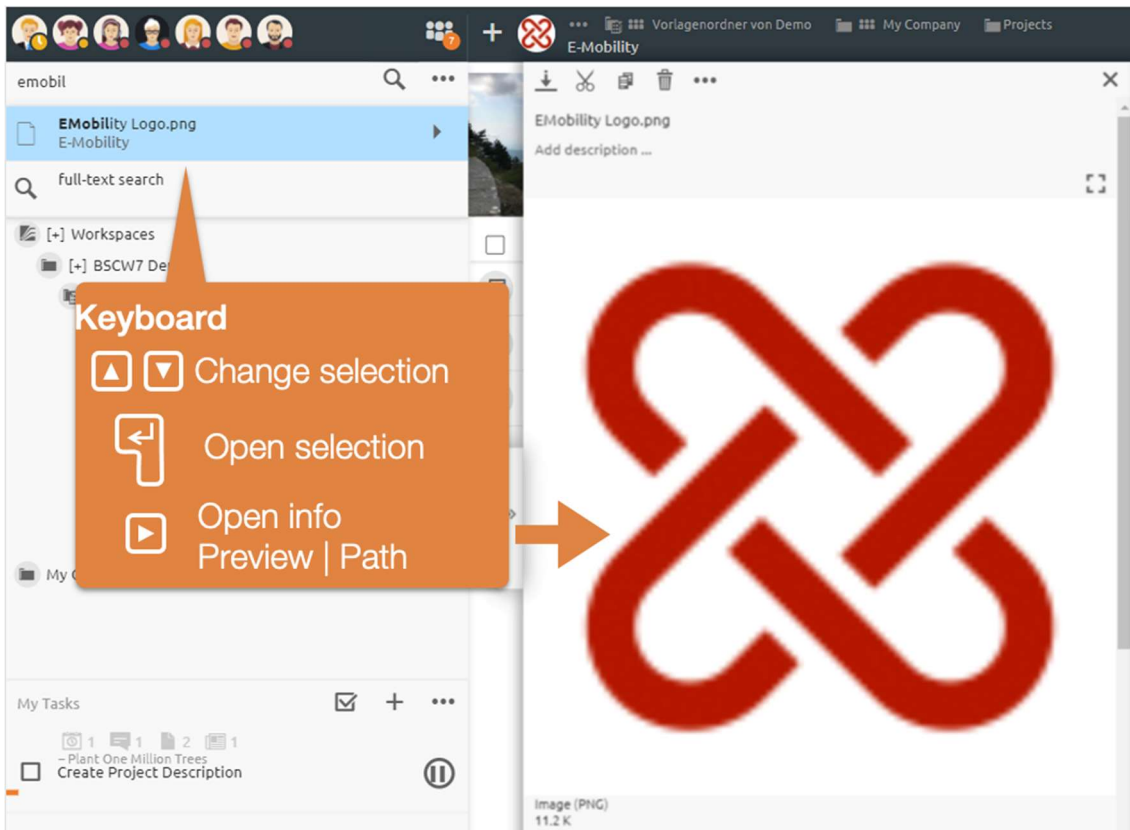 7
Vorlagenordner von Demo
My Company
Projects
E-Mobility
emobil
EMobility Logo.png
E-Mobility
full-text search
[+] Workspaces
[+] BSCW7 De
Keyboard
Change selection
Open selection
Open info
Preview | Path
My
My Tasks
1 1 2 1
– Plant One Million Trees
Create Project Description
EMobility Logo.png
Add description ...
Image (PNG)
11.2 K